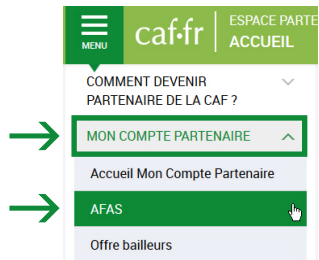 MENU
caf.fr
ESPACE PARTE
ACCUEIL
COMMENT DEVENIR
PARTENAIRE DE LA CAF ?
MON COMPTE PARTENAIRE
Accueil Mon Compte Partenaire
AFAS
Offre bailleurs